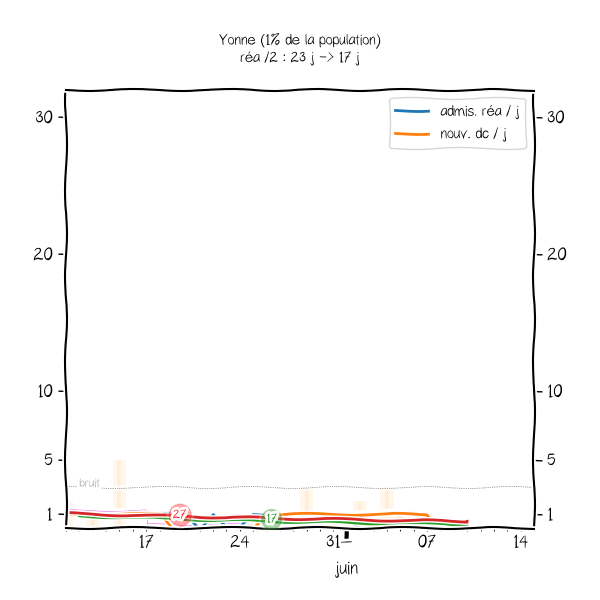 Yonne (1% de la population)
réa /2 : 23 j -> 17 j
admis. réa / j
nouv. dc / j
30
30
20
20
10
10
5
5
bruit
1
1
27
17
17
24
31
07
14
juin